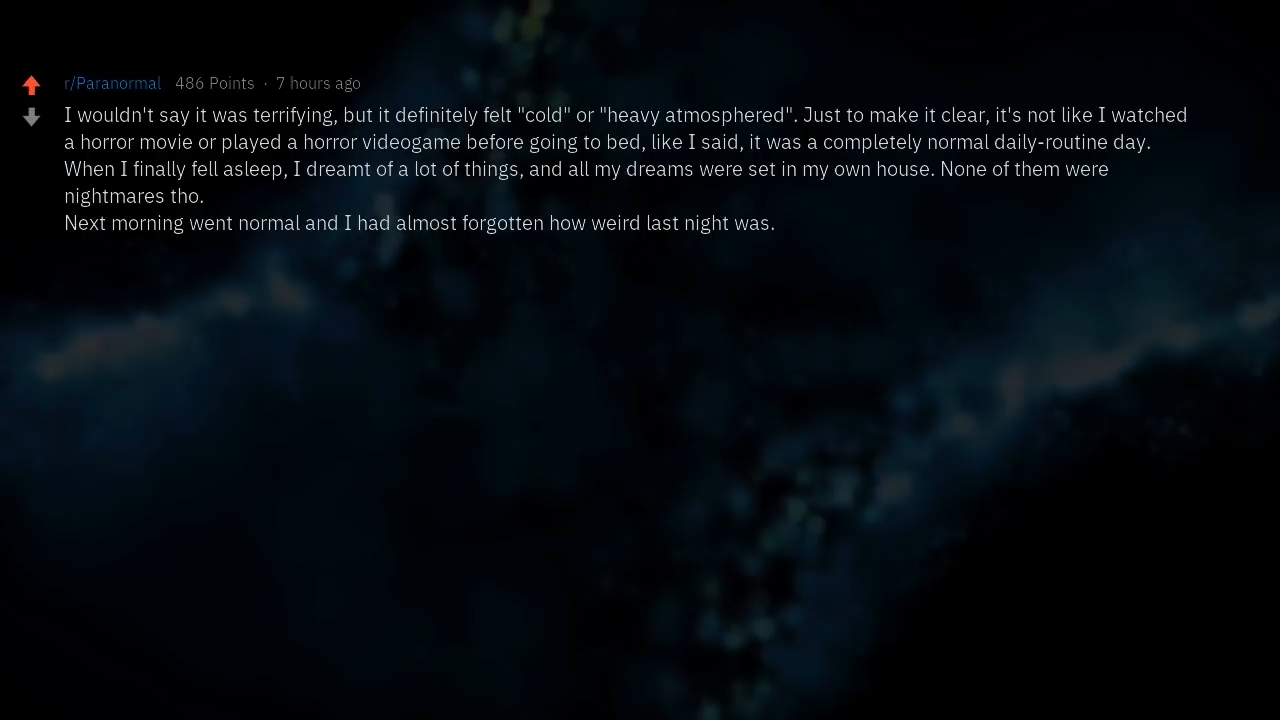 r/Paranormal 486 Points · 7 hours ago
I wouldn't say it was terrifying, but it definitely felt "cold" or "heavy atmosphered". Just to make it clear, it's not like I watched
a horror movie or played a horror videogame before going to bed, like I said, it was a completely normal daily-routine day.
When I finally fell asleep, I dreamt of a lot of things, and all my dreams were set in my own house. None of them were
nightmares tho.
Next morning went normal and I had almost forgotten how weird last night was.